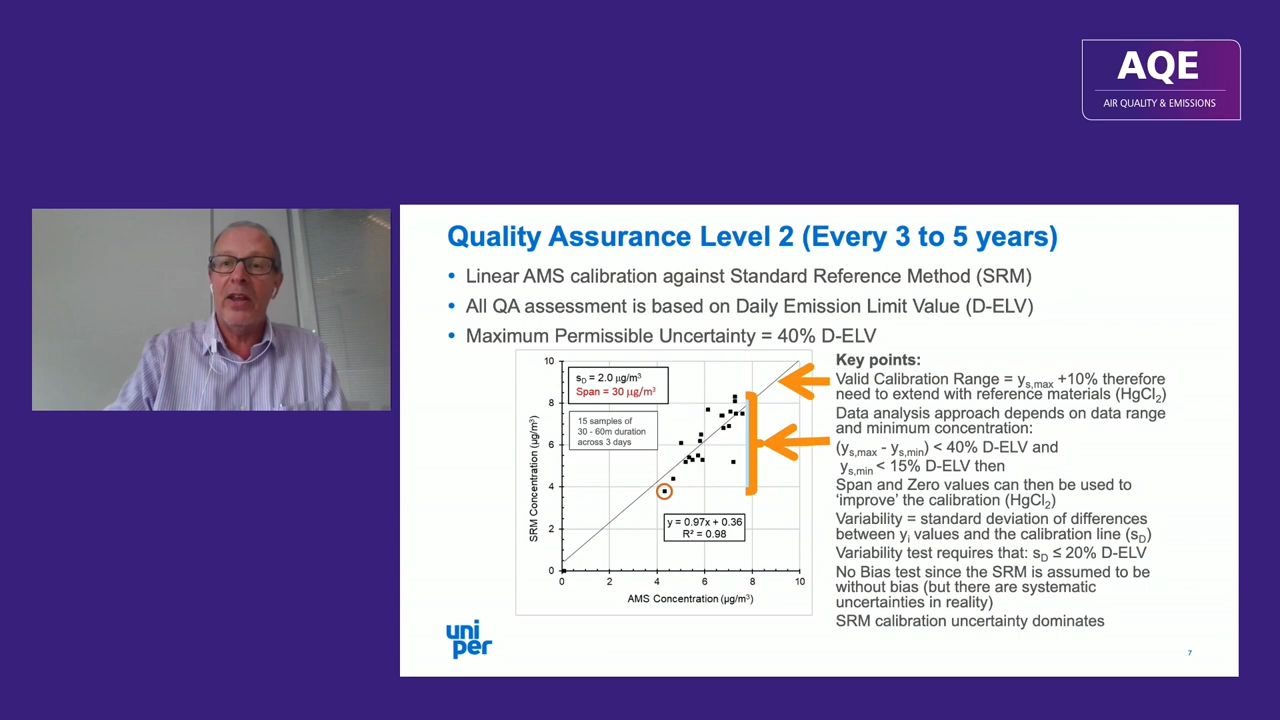 AQE
AIR QUALITY & EMISSIONS
Quality Assurance Level 2 (Every 3 to 5 years)
• Linear AMS calibration against Standard Reference Method (SRM)
• All QA assessment is based on Daily Emission Limit Value (D-ELV)
• Maximum Permissible Uncertainty = 40% D-ELV
10
8
6
4
2
0
SRM Concentration (µg/m³)
s_D = 2.0 µg/m³
Span = 30 µg/m³
15 samples of
30 - 60m duration
across 3 days
y = 0.97x + 0.36
R² = 0.98
0 2 4 6 8 10
AMS Concentration (µg/m³)
Key points:
Valid Calibration Range = y_s,max +10% therefore
need to extend with reference materials (HgCl₂)
Data analysis approach depends on data range
and minimum concentration:
(y_s,max - y_s,min) < 40% D-ELV and
y_s,min < 15% D-ELV then
Span and Zero values can then be used to
‘improve’ the calibration (HgCl₂)
Variability = standard deviation of differences
between y_i values and the calibration line (s_D)
Variability test requires that: s_D ≤ 20% D-ELV
No Bias test since the SRM is assumed to be
without bias (but there are systematic
uncertainties in reality)
SRM calibration uncertainty dominates
uni
per
7